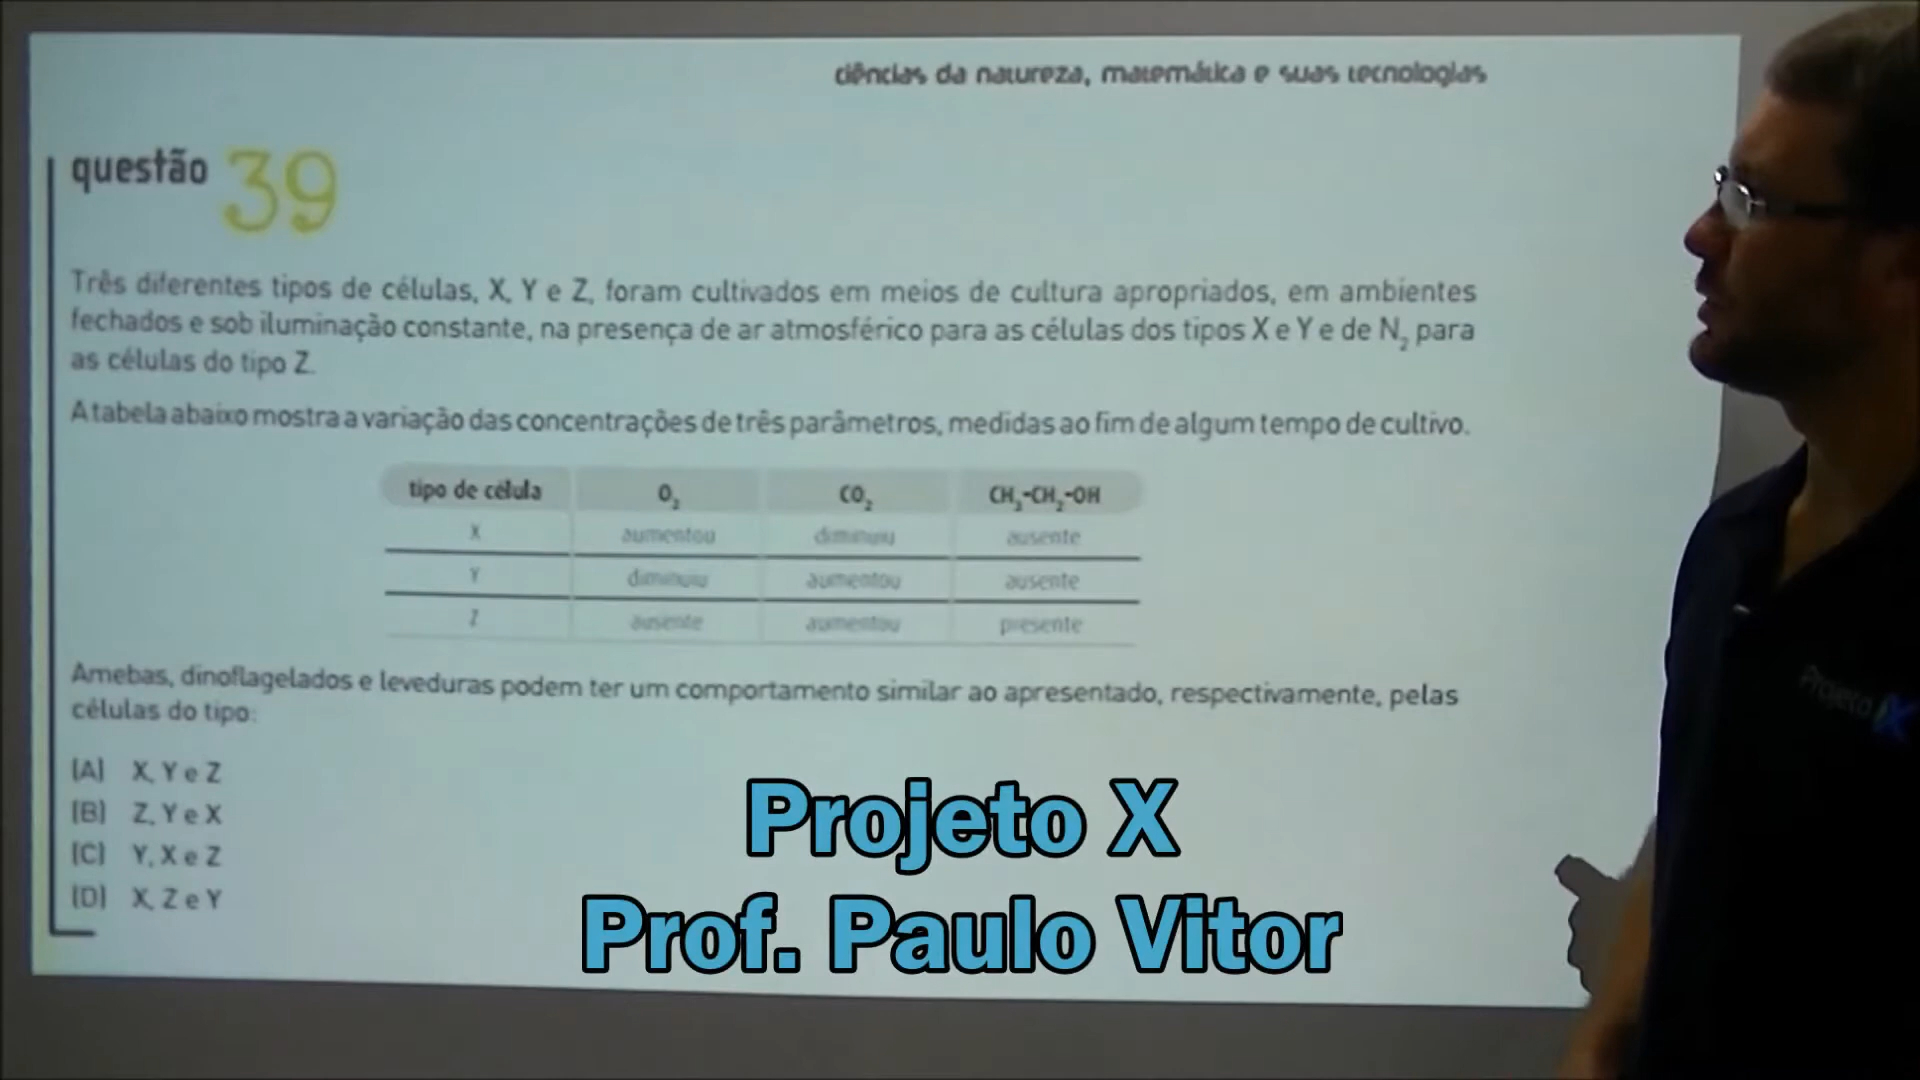 ciências da natureza, matemática e suas tecnologias
questão 39
Três diferentes tipos de células, X, Y e Z, foram cultivados em meios de cultura apropriados, em ambientes
fechados e sob iluminação constante, na presença de ar atmosférico para as células dos tipos X e Y e de N₂ para
as células do tipo Z.
A tabela abaixo mostra a variação das concentrações de três parâmetros, medidas ao fim de algum tempo de cultivo.
tipo de célula O₂ CO₂ CH₃-CH₂-OH
X aumentou diminuiu ausente
Y diminuiu aumentou ausente
Z ausente aumentou presente
Amebas, dinoflagelados e leveduras podem ter um comportamento similar ao apresentado, respectivamente, pelas
células do tipo:
(A) X, Y e Z
(B) Z, Y e X
(C) Y, X e Z
(D) X, Z e Y
Projeto X
Projeto X
Prof. Paulo Vitor